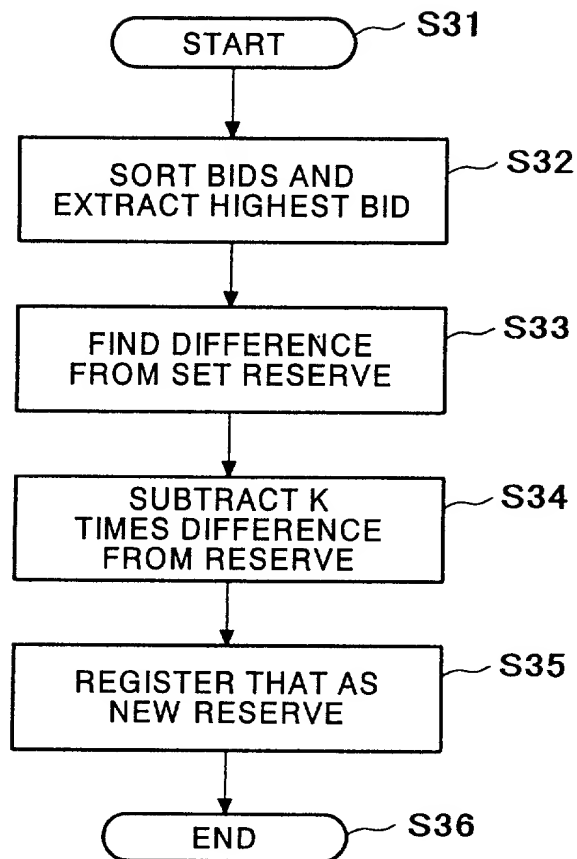 START
S31
SORT BIDS AND
EXTRACT HIGHEST BID
S32
FIND DIFFERENCE
FROM SET RESERVE
S33
SUBTRACT K
TIMES DIFFERENCE
FROM RESERVE
S34
REGISTER THAT AS
NEW RESERVE
S35
END
S36